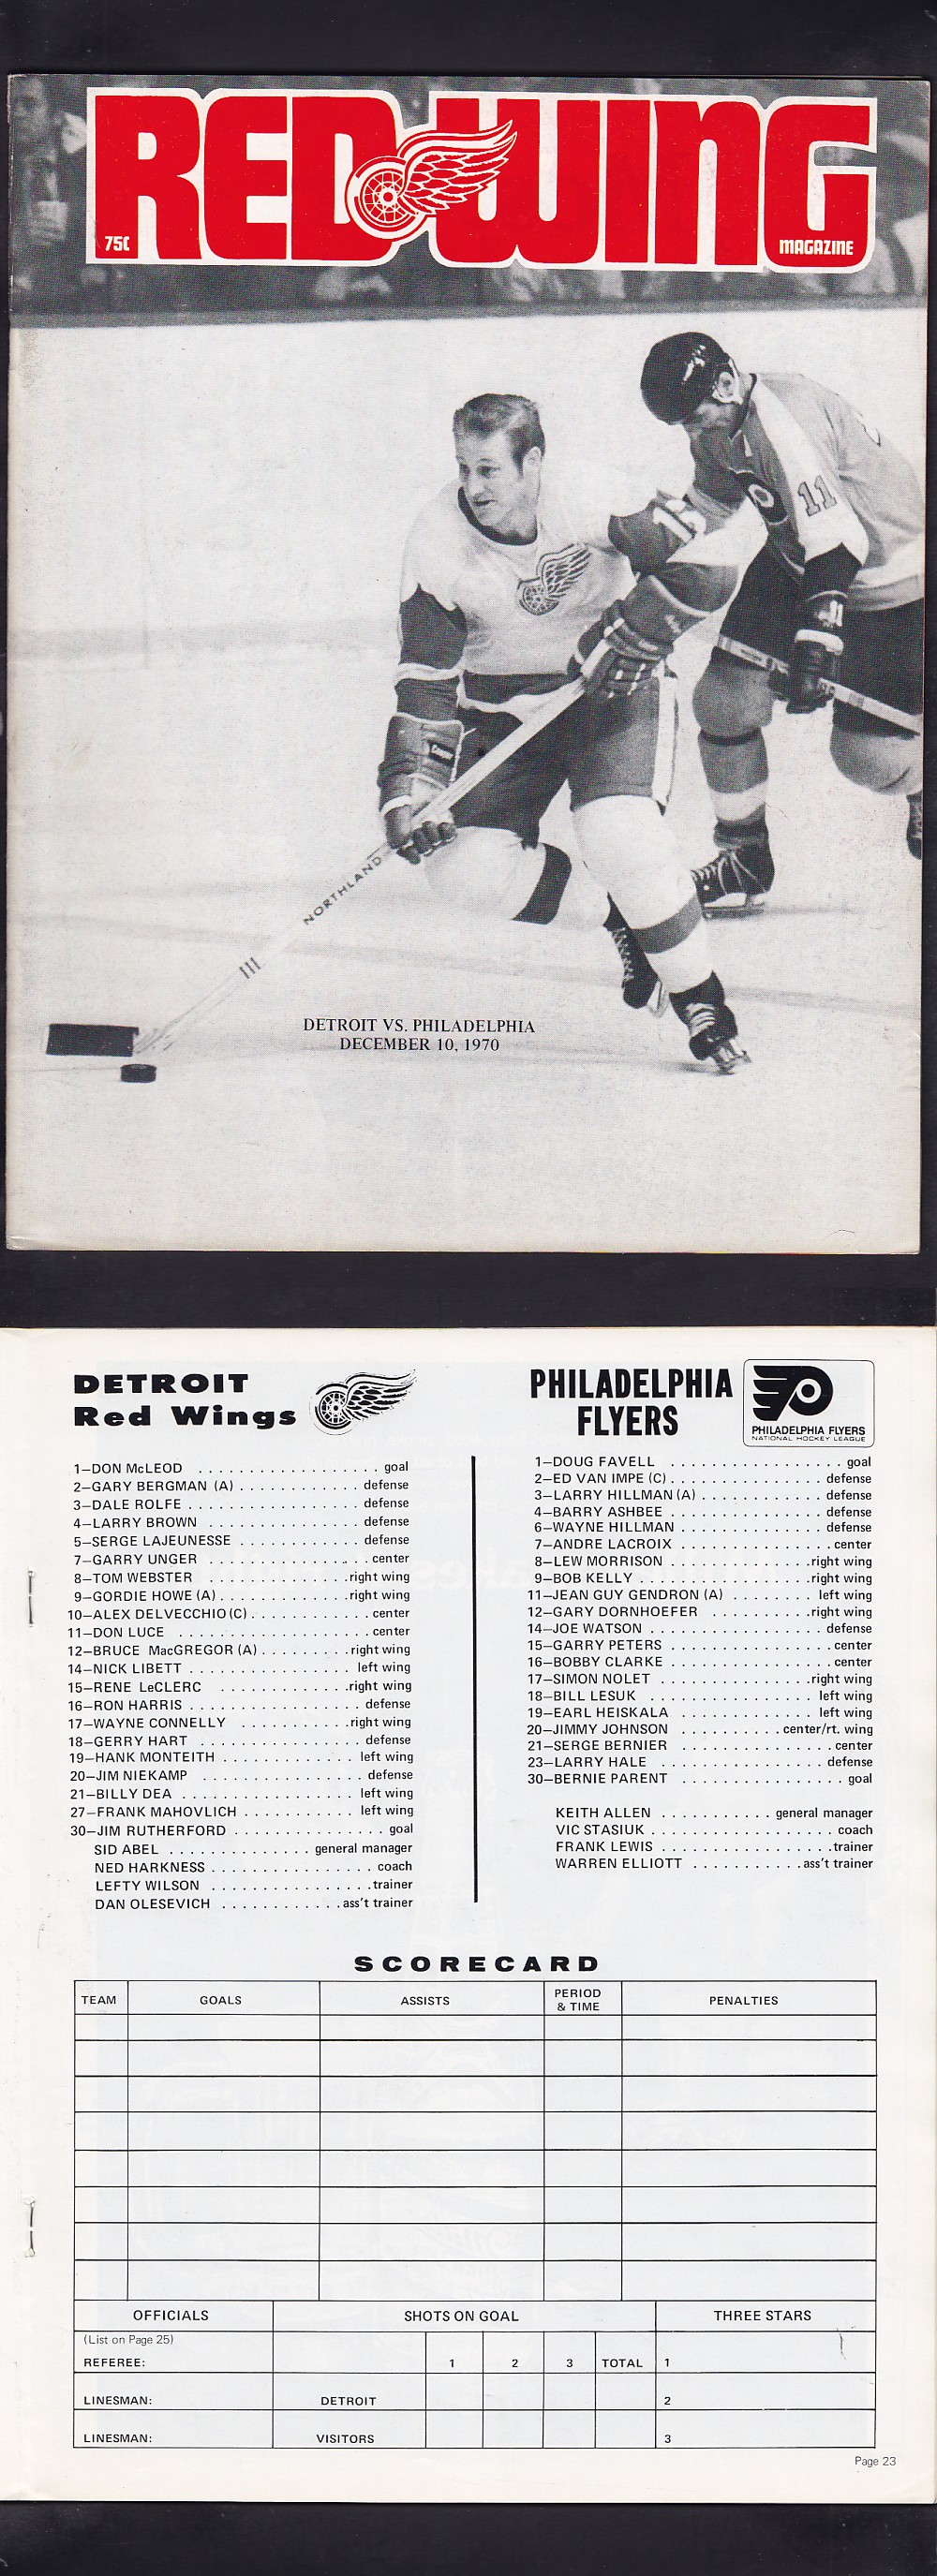 RED WING
75¢
MAGAZINE
11
11
NORTHLAND
DETROIT VS. PHILADELPHIA
DECEMBER 10, 1970
DETROIT
Red Wings
1—DON McLEOD . . . . . . . . . . . . . . . . . . goal
2—GARY BERGMAN (A) . . . . . . . . . . . . defense
3—DALE ROLFE . . . . . . . . . . . . . . . . . defense
4—LARRY BROWN . . . . . . . . . . . . . . . defense
5—SERGE LAJEUNESSE . . . . . . . . . . . . defense
7—GARRY UNGER . . . . . . . . . . . . . . . center
8—TOM WEBSTER . . . . . . . . . . . . . . .right wing
9—GORDIE HOWE (A) . . . . . . . . . . . . .right wing
10—ALEX DELVECCHIO (C) . . . . . . . . . . . . center
11—DON LUCE . . . . . . . . . . . . . . . . . . center
12—BRUCE MacGREGOR (A) . . . . . . . . .right wing
14—NICK LIBETT . . . . . . . . . . . . . . . . left wing
15—RENE LeCLERC . . . . . . . . . . . . .right wing
16—RON HARRIS . . . . . . . . . . . . . . . . . defense
17—WAYNE CONNELLY . . . . . . . . . . .right wing
18—GERRY HART . . . . . . . . . . . . . . . . defense
19—HANK MONTEITH . . . . . . . . . . . . . left wing
20—JIM NIEKAMP . . . . . . . . . . . . . . . . defense
21—BILLY DEA . . . . . . . . . . . . . . . . . left wing
27—FRANK MAHOVLICH . . . . . . . . . . . left wing
30—JIM RUTHERFORD . . . . . . . . . . . . . . . goal
SID ABEL . . . . . . . . . . . . . general manager
NED HARKNESS . . . . . . . . . . . . . . . . coach
LEFTY WILSON . . . . . . . . . . . . . . . .trainer
DAN OLESEVICH . . . . . . . . . . . .ass't trainer
PHILADELPHIA
FLYERS
PHILADELPHIA FLYERS
NATIONAL HOCKEY LEAGUE
1—DOUG FAVELL . . . . . . . . . . . . . . . . . goal
2—ED VAN IMPE (C) . . . . . . . . . . . . . . . defense
3—LARRY HILLMAN (A) . . . . . . . . . . . . defense
4—BARRY ASHBEE . . . . . . . . . . . . . . . defense
6—WAYNE HILLMAN . . . . . . . . . . . . . . defense
7—ANDRE LACROIX . . . . . . . . . . . . . . . center
8—LEW MORRISON . . . . . . . . . . . . . .right wing
9—BOB KELLY . . . . . . . . . . . . . . . . .right wing
11—JEAN GUY GENDRON (A) . . . . . . . . left wing
12—GARY DORNHOEFER . . . . . . . . . .right wing
14—JOE WATSON . . . . . . . . . . . . . . . . defense
15—GARRY PETERS . . . . . . . . . . . . . . . . center
16—BOBBY CLARKE . . . . . . . . . . . . . . . . center
17—SIMON NOLET . . . . . . . . . . . . . . .right wing
18—BILL LESUK . . . . . . . . . . . . . . . . left wing
19—EARL HEISKALA . . . . . . . . . . . . . . left wing
20—JIMMY JOHNSON . . . . . . . . . . center/rt. wing
21—SERGE BERNIER . . . . . . . . . . . . . . . center
23—LARRY HALE . . . . . . . . . . . . . . . . defense
30—BERNIE PARENT . . . . . . . . . . . . . . . . goal
KEITH ALLEN . . . . . . . . . . . general manager
VIC STASIUK . . . . . . . . . . . . . . . . . . coach
FRANK LEWIS . . . . . . . . . . . . . . . . .trainer
WARREN ELLIOTT . . . . . . . . . . .ass't trainer
SCORECARD
TEAM GOALS ASSISTS PERIOD & TIME PENALTIES
OFFICIALS SHOTS ON GOAL THREE STARS
(List on Page 25)
REFEREE: 1 2 3 TOTAL 1
LINESMAN: DETROIT 2
LINESMAN: VISITORS 3
Page 23